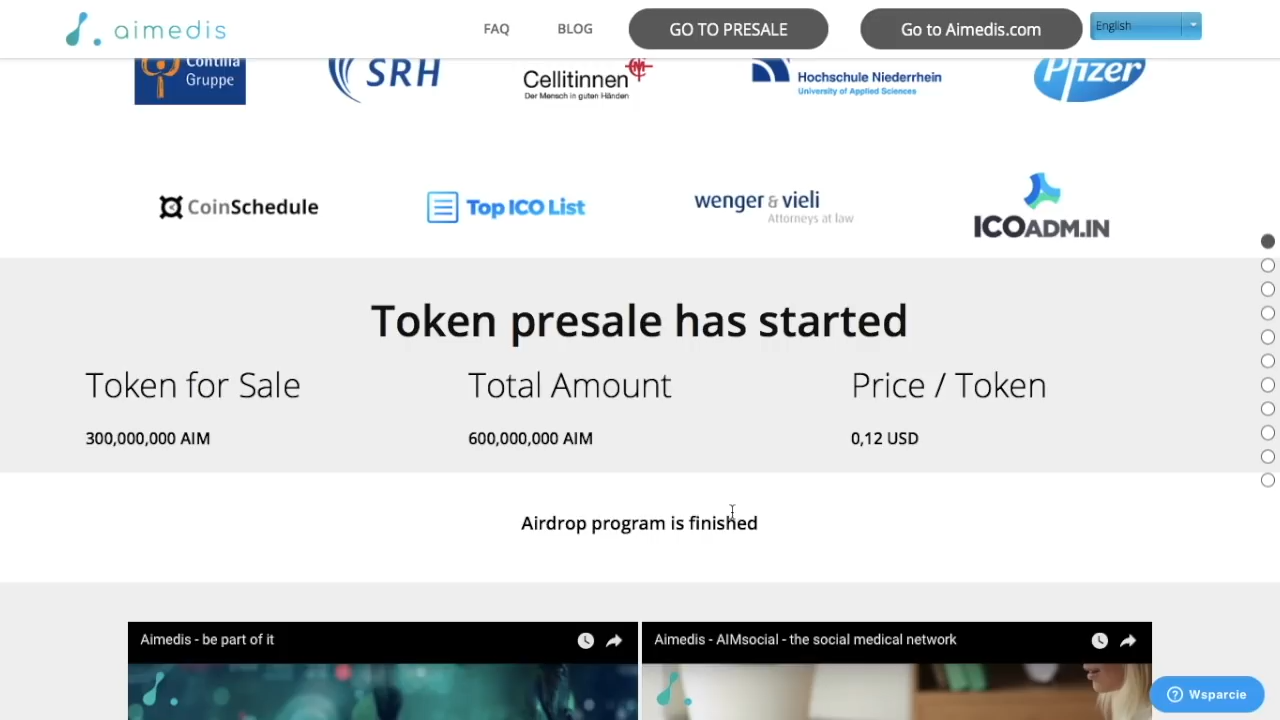 aimedis
FAQ
BLOG
GO TO PRESALE
Go to Aimedis.com
English
Contilia
Gruppe
SRH
Cellitinnen
Der Mensch in guten Händen
Hochschule Niederrhein
University of Applied Sciences
Pfizer
CoinSchedule
Top ICO List
wenger & vieli
Attorneys at law
ICOADM.IN
Token presale has started
Token for Sale
Total Amount
Price / Token
300,000,000 AIM
600,000,000 AIM
0,12 USD
Airdrop program is finished
Aimedis - be part of it
Aimedis - AIMsocial - the social medical network
Wsparcie